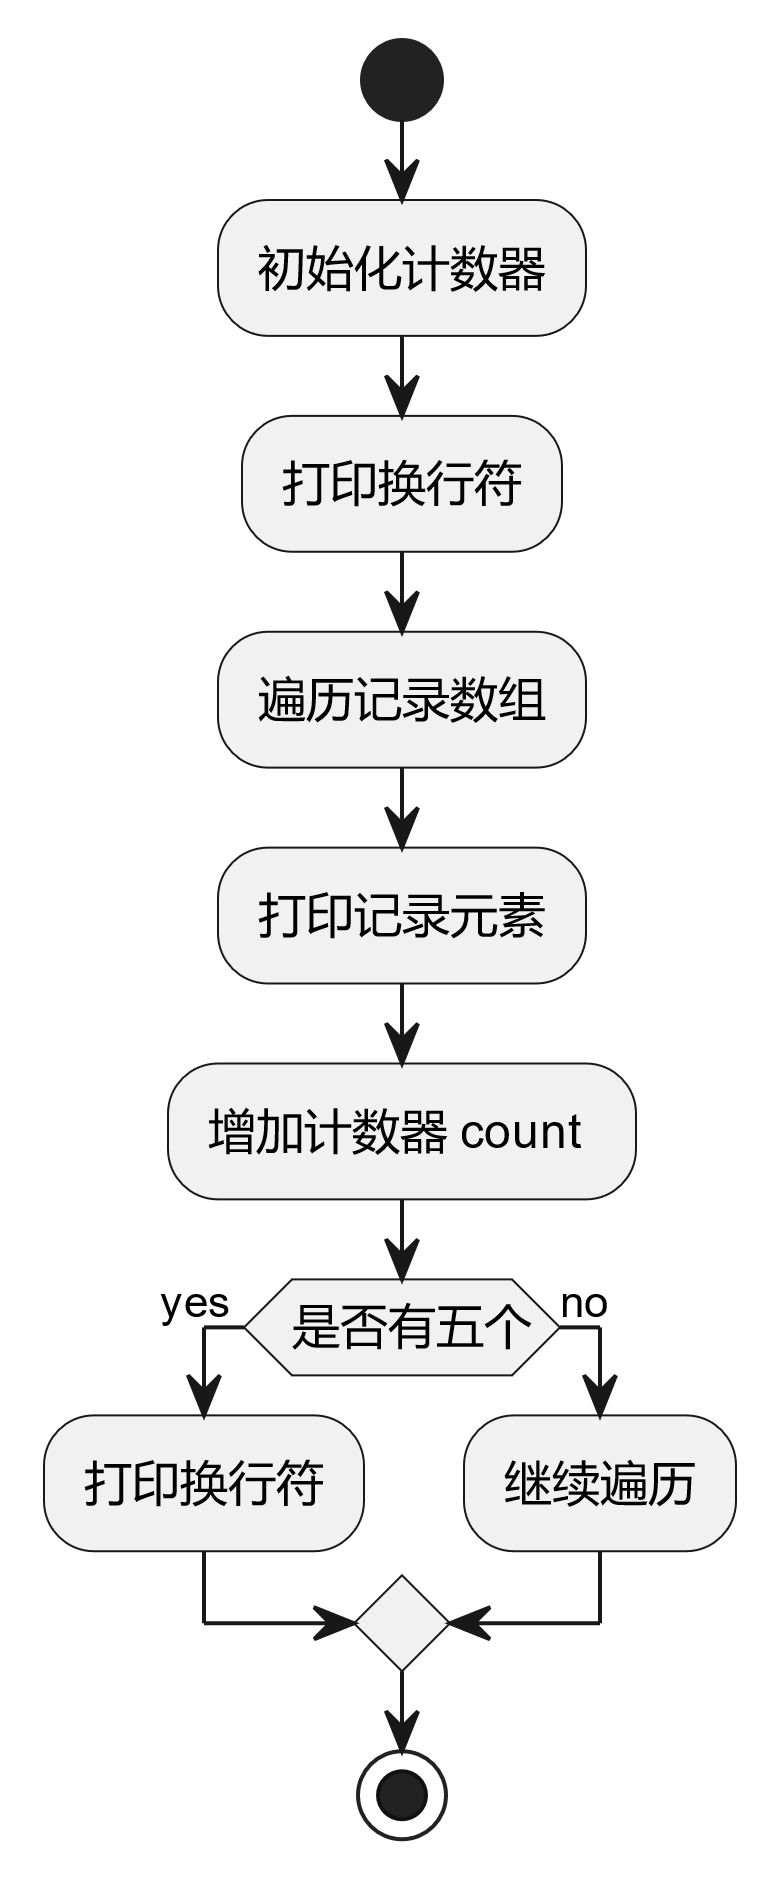 初始化计数器
打印换行符
遍历记录数组
打印记录元素
增加计数器 count
yes
是否有五个
no
打印换行符
继续遍历